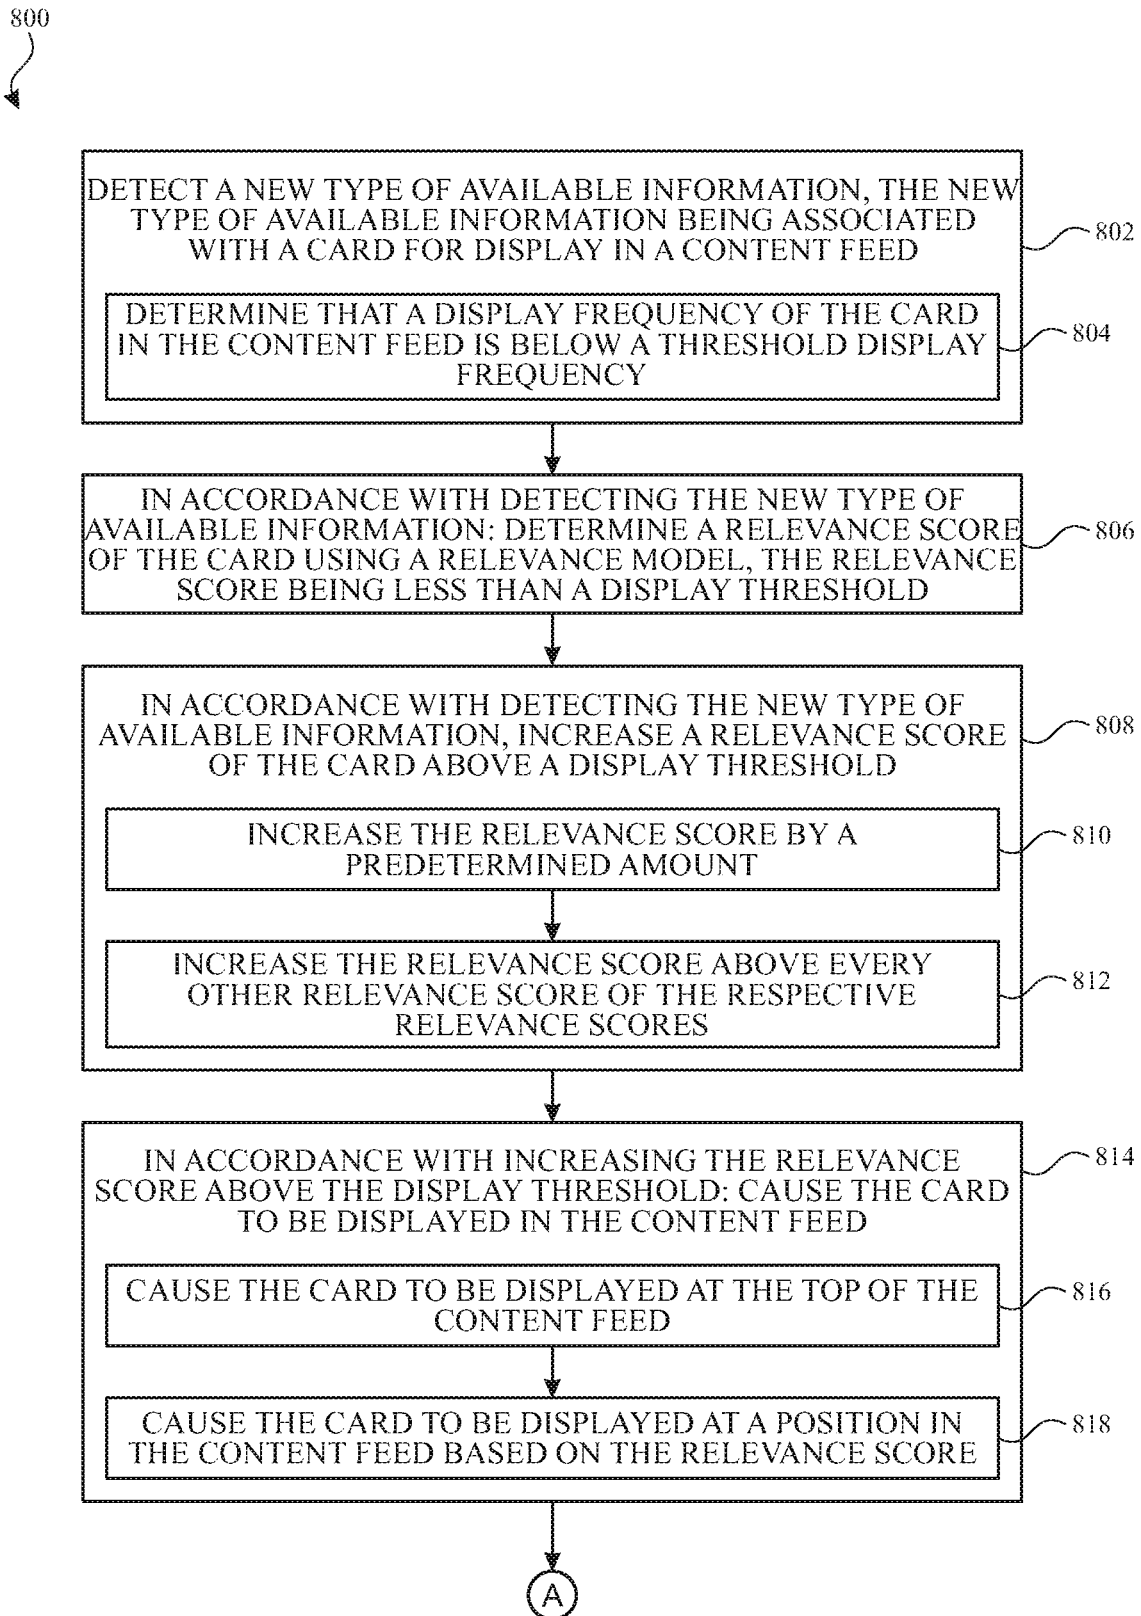 800
DETECT A NEW TYPE OF AVAILABLE INFORMATION, THE NEW
TYPE OF AVAILABLE INFORMATION BEING ASSOCIATED
WITH A CARD FOR DISPLAY IN A CONTENT FEED
802
DETERMINE THAT A DISPLAY FREQUENCY OF THE CARD
IN THE CONTENT FEED IS BELOW A THRESHOLD DISPLAY
FREQUENCY
804
IN ACCORDANCE WITH DETECTING THE NEW TYPE OF
AVAILABLE INFORMATION: DETERMINE A RELEVANCE SCORE
OF THE CARD USING A RELEVANCE MODEL, THE RELEVANCE
SCORE BEING LESS THAN A DISPLAY THRESHOLD
806
IN ACCORDANCE WITH DETECTING THE NEW TYPE OF
AVAILABLE INFORMATION, INCREASE A RELEVANCE SCORE
OF THE CARD ABOVE A DISPLAY THRESHOLD
808
INCREASE THE RELEVANCE SCORE BY A
PREDETERMINED AMOUNT
810
INCREASE THE RELEVANCE SCORE ABOVE EVERY
OTHER RELEVANCE SCORE OF THE RESPECTIVE
RELEVANCE SCORES
812
IN ACCORDANCE WITH INCREASING THE RELEVANCE
SCORE ABOVE THE DISPLAY THRESHOLD: CAUSE THE CARD
TO BE DISPLAYED IN THE CONTENT FEED
814
CAUSE THE CARD TO BE DISPLAYED AT THE TOP OF THE
CONTENT FEED
816
CAUSE THE CARD TO BE DISPLAYED AT A POSITION IN
THE CONTENT FEED BASED ON THE RELEVANCE SCORE
818
A